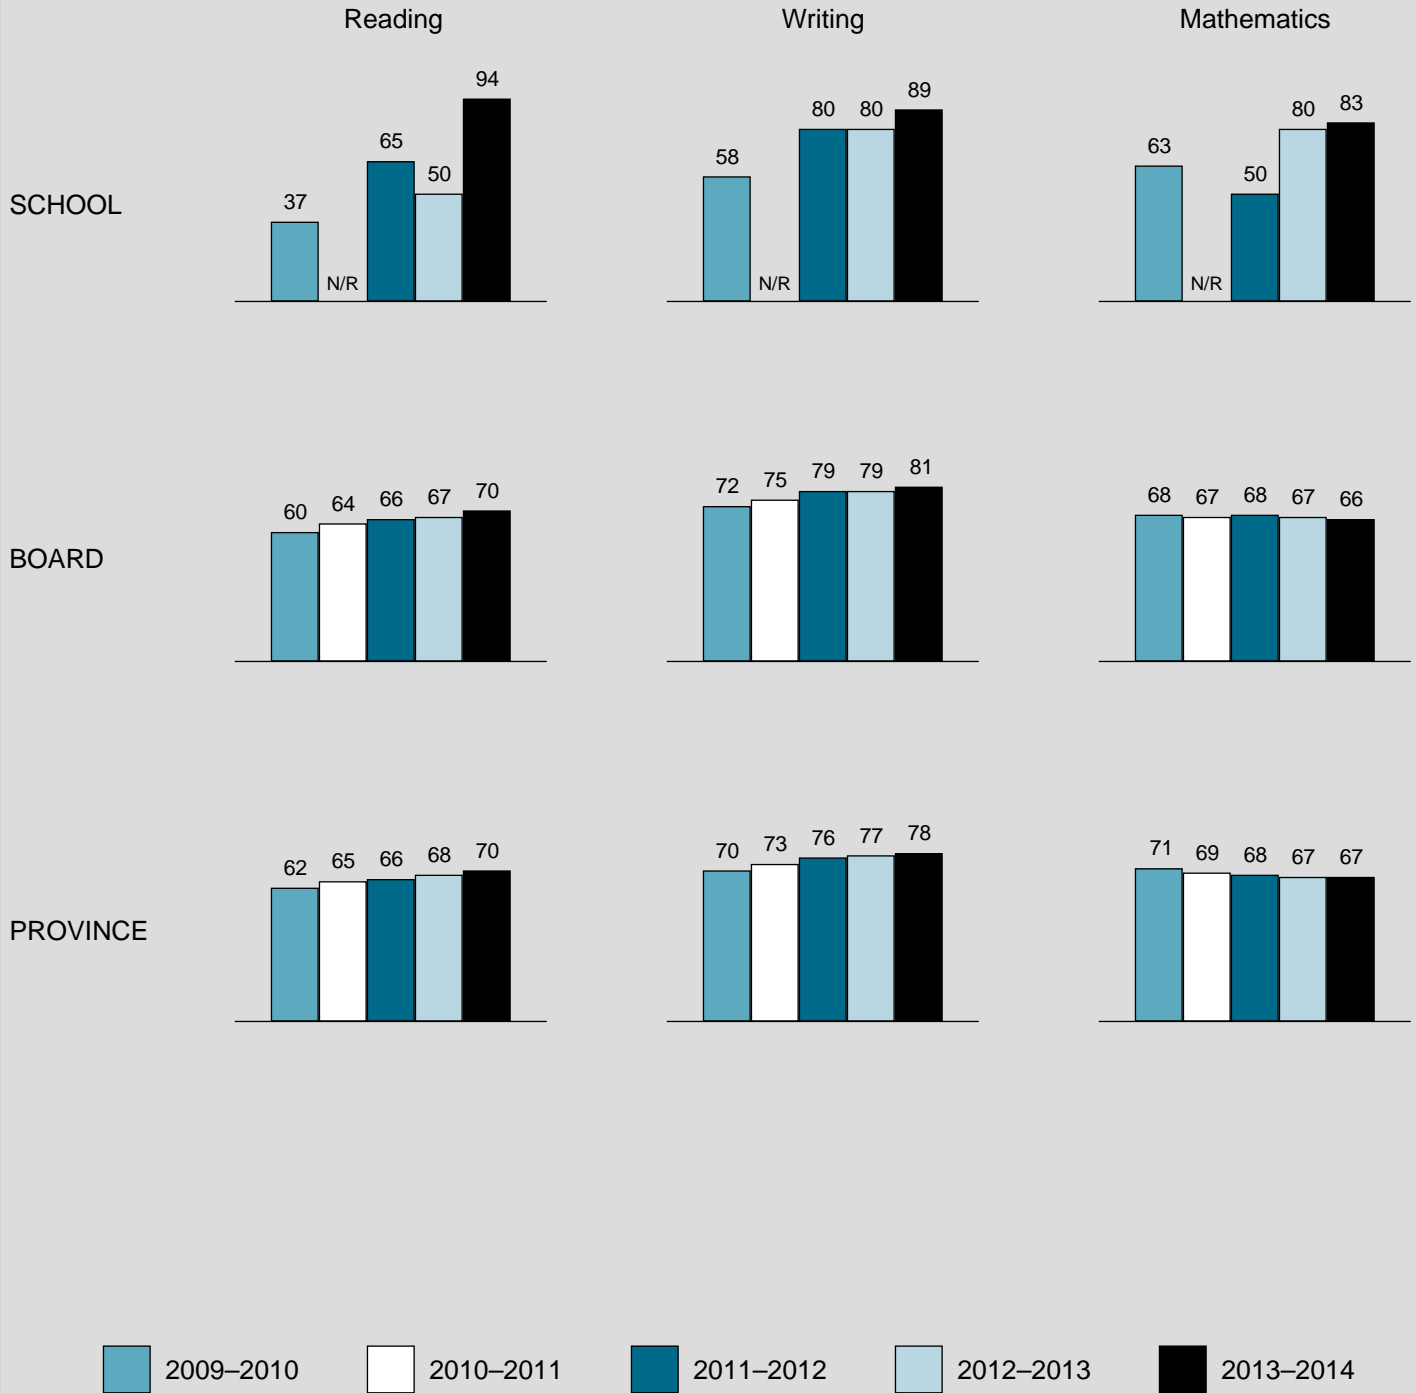 Reading Writing Mathematics
SCHOOL
37 N/R 65 50 94
58 N/R 80 80 89
63 N/R 50 80 83
BOARD
60 64 66 67 70
72 75 79 79 81
68 67 68 67 66
PROVINCE
62 65 66 68 70
70 73 76 77 78
71 69 68 67 67
2009–2010 2010–2011 2011–2012 2012–2013 2013–2014